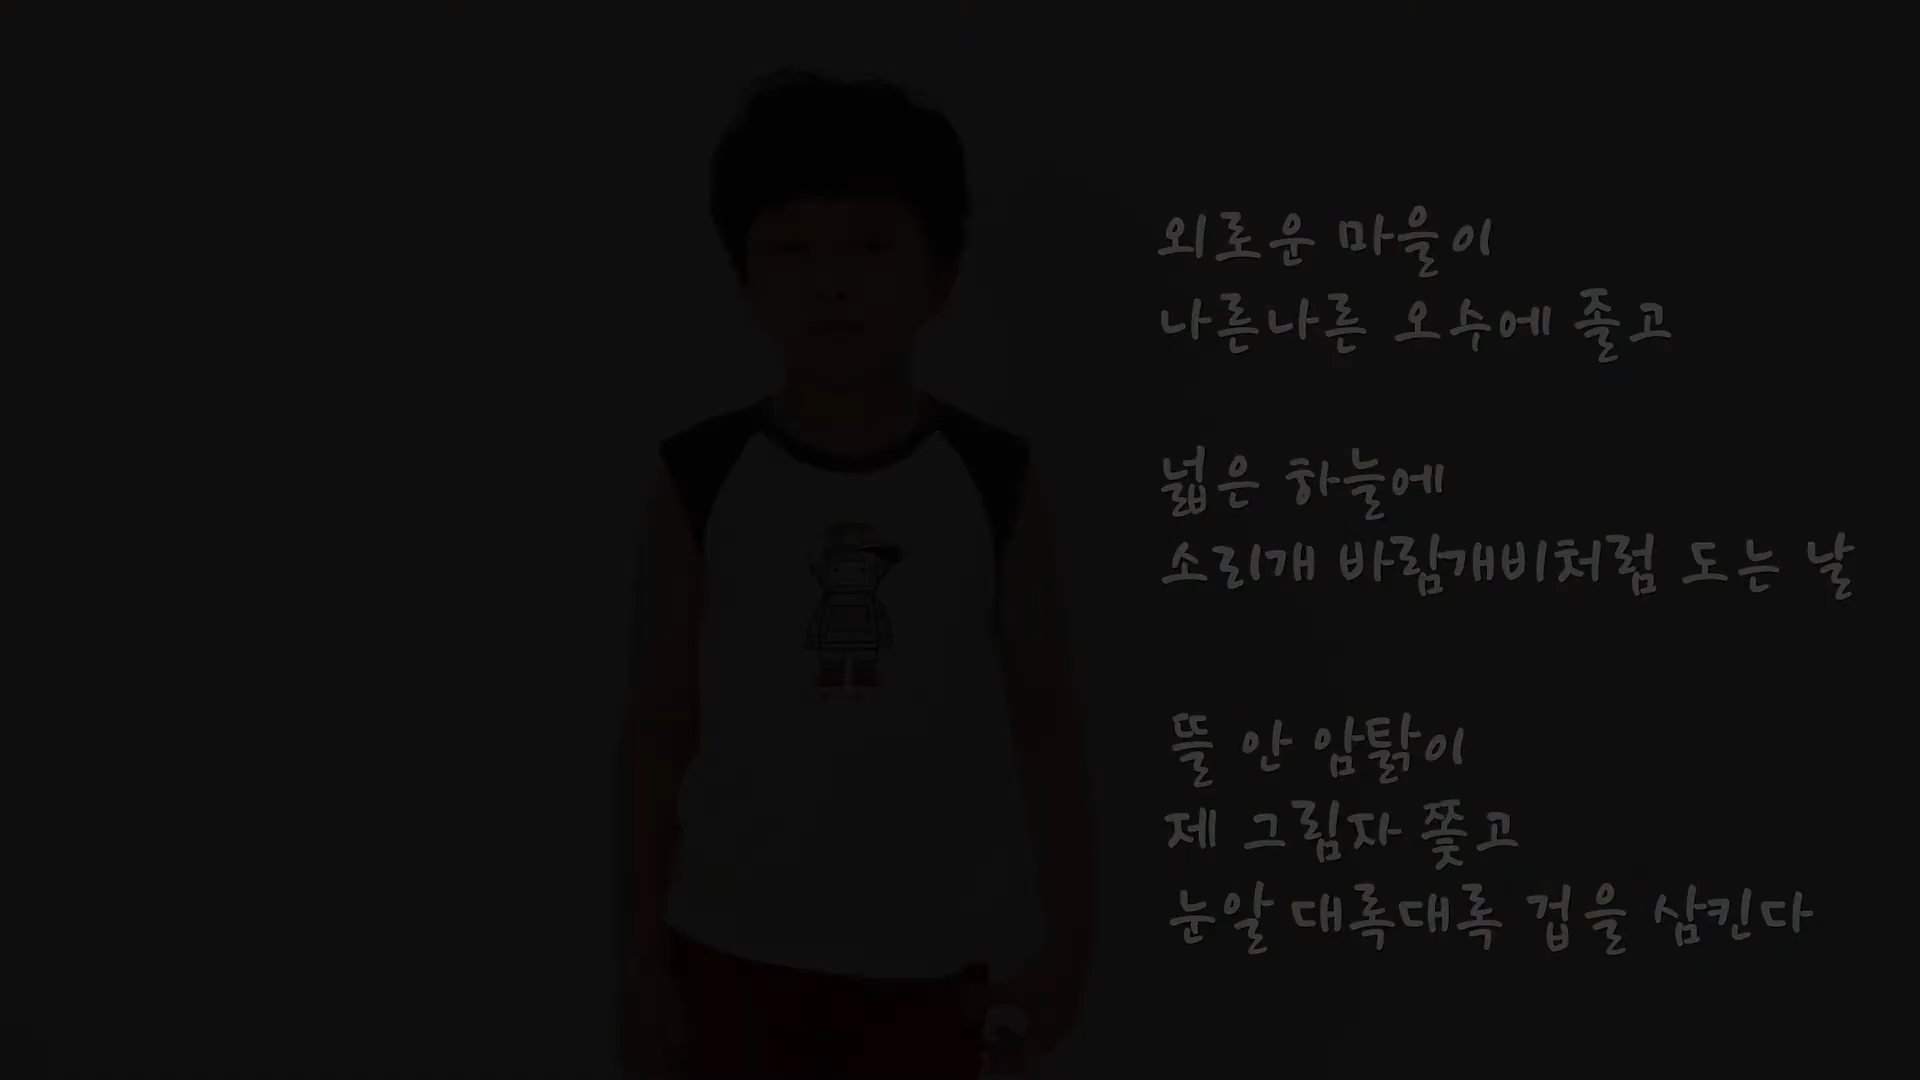 외로운 마을이
나른나른 오수에 졸고
넓은 하늘에
소리개 바람개비처럼 도는 날
뜰 안 암탉이
제 그림자 쫓고
눈알 대록대록 겁을 삼킨다